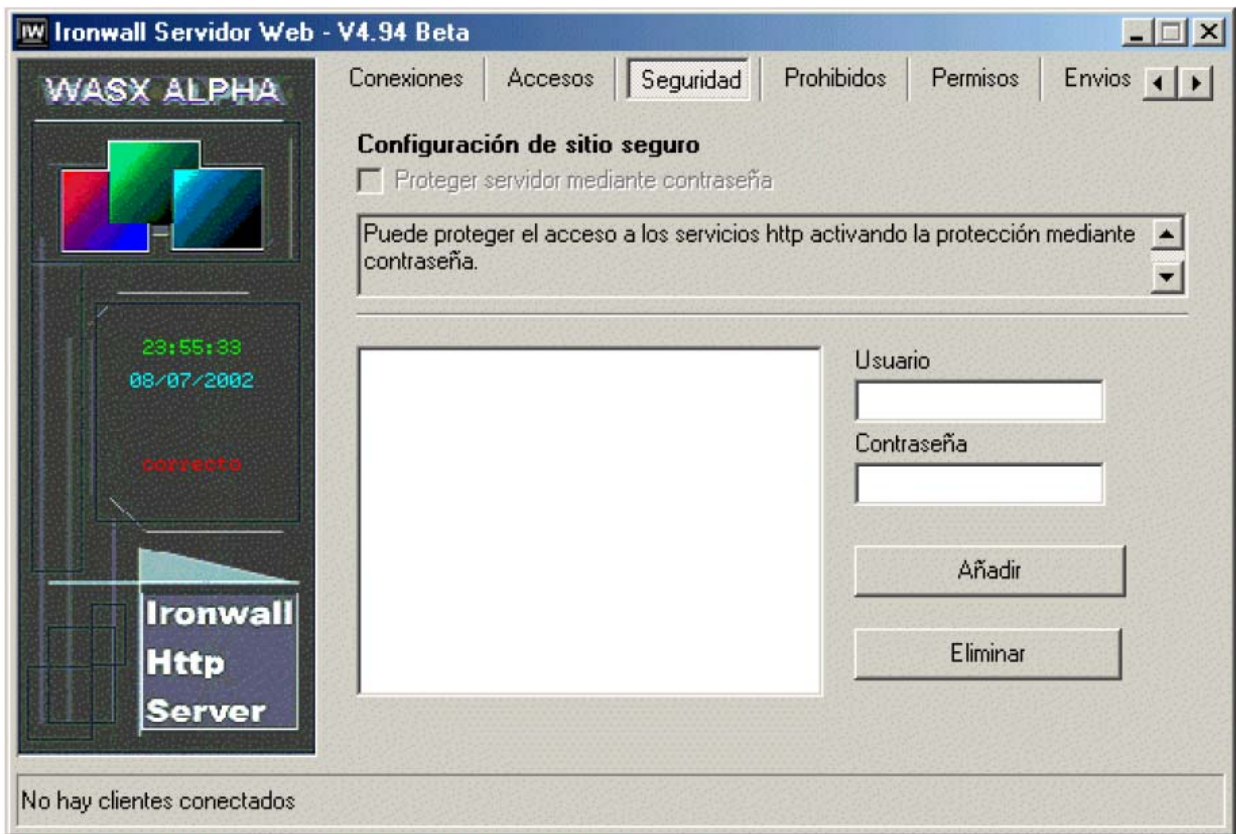 IW Ironwall Servidor Web - V4.94 Beta
WASX ALPHA
Conexiones Accesos Seguridad Prohibidos Permisos Envios
Configuración de sitio seguro
Proteger servidor mediante contraseña
Puede proteger el acceso a los servicios http activando la protección mediante
contraseña.
23:55:33
08/07/2002
correcto
Usuario
Contraseña
Añadir
Eliminar
Ironwall
Http
Server
No hay clientes conectados